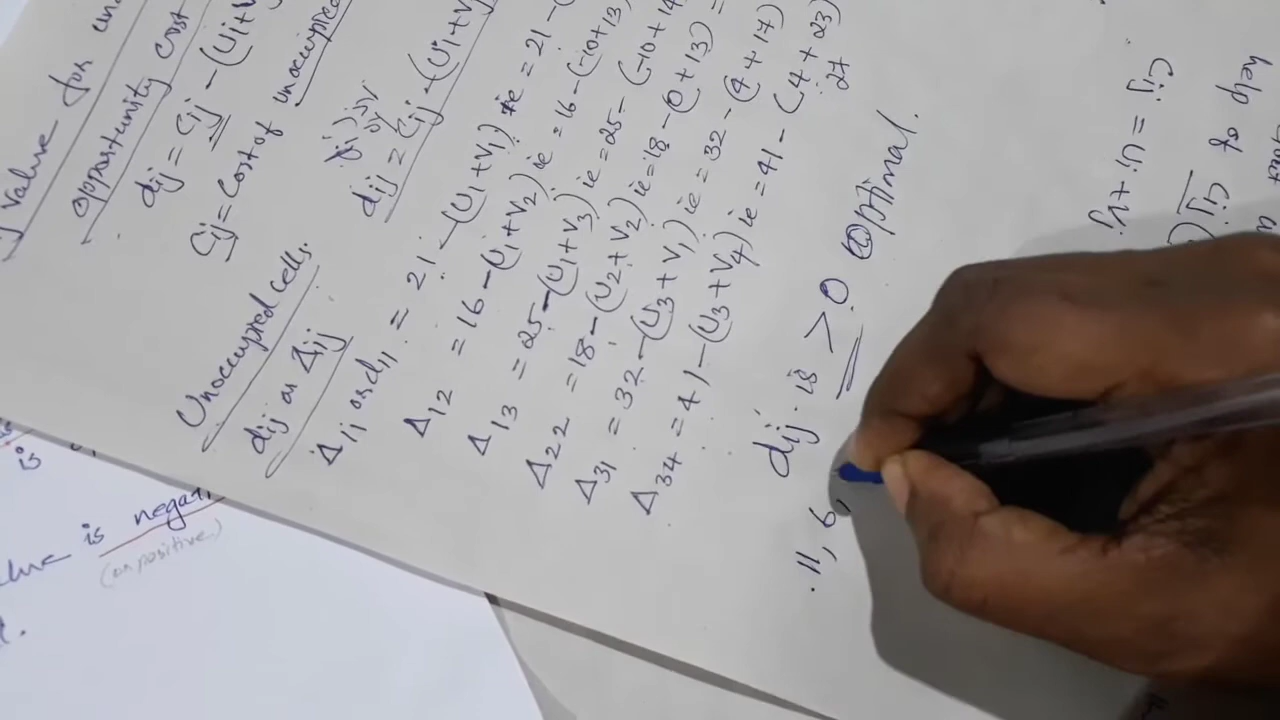 value for
opportunity cost
dij = Cij - (Ui+V
Cij = Cost of unoccupied
Unoccupied cells.
dij or Δij
dij = Cij - (Ui+Vj
Δ11 or d11 = 21 - (U1+V1) ie = 21 -
Δ12 = 16 - (U1+V2) ie = 16 - (-10+13)
Δ13 = 25 - (U1+V3) ie = 25 - (-10+14
Δ22 = 18 - (U2+V2) ie = 18 - (0+13) =
Δ31 = 32 - (U3+V1) ie = 32 - (4+17)
Δ34 = 41 - (U3+V4) ie = 41 - (4+23)
27
dij is ≥ 0 optimal.
11, 6,
Cij = Ui+Vj
help of Cij
is
is negati
(or positive)